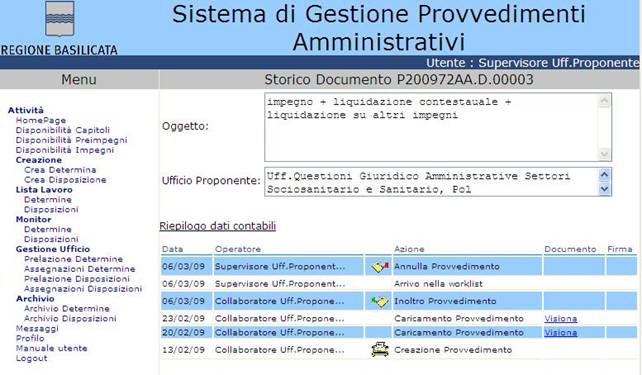 Sistema di Gestione Provvedimenti
Amministrativi
REGIONE BASILICATA
Utente : Supervisore Uff.Proponente
Menu
Storico Documento P200972AA.D.00003
Attività
HomePage
Disponibilità Capitoli
Disponibilità Preimpegni
Disponibilità Impegni
Creazione
Crea Determina
Crea Disposizione
Lista Lavoro
Determine
Disposizioni
Monitor
Determine
Disposizioni
Gestione Ufficio
Prelazione Determine
Assegnazioni Determine
Prelazione Disposizioni
Assegnazioni Disposizioni
Archivio
Archivio Determine
Archivio Disposizioni
Messaggi
Profilo
Manuale utente
Logout
Oggetto:
impegno + liquidazione contestauale +
liquidazione su altri impegni
Ufficio Proponente:
Uff.Questioni Giuridico Amministrative Settori
Sociosanitario e Sanitario, Pol
Riepilogo dati contabili
Data Operatore Azione Documento Firma
06/03/09 Supervisore Uff.Proponent... Annulla Provvedimento
06/03/09 Supervisore Uff.Proponent... Arrivo nella worklist
06/03/09 Collaboratore Uff.Propone... Inoltro Provvedimento
23/02/09 Collaboratore Uff.Propone... Caricamento Provvedimento Visiona
20/02/09 Collaboratore Uff.Propone... Caricamento Provvedimento Visiona
13/02/09 Collaboratore Uff.Propone... Creazione Provvedimento